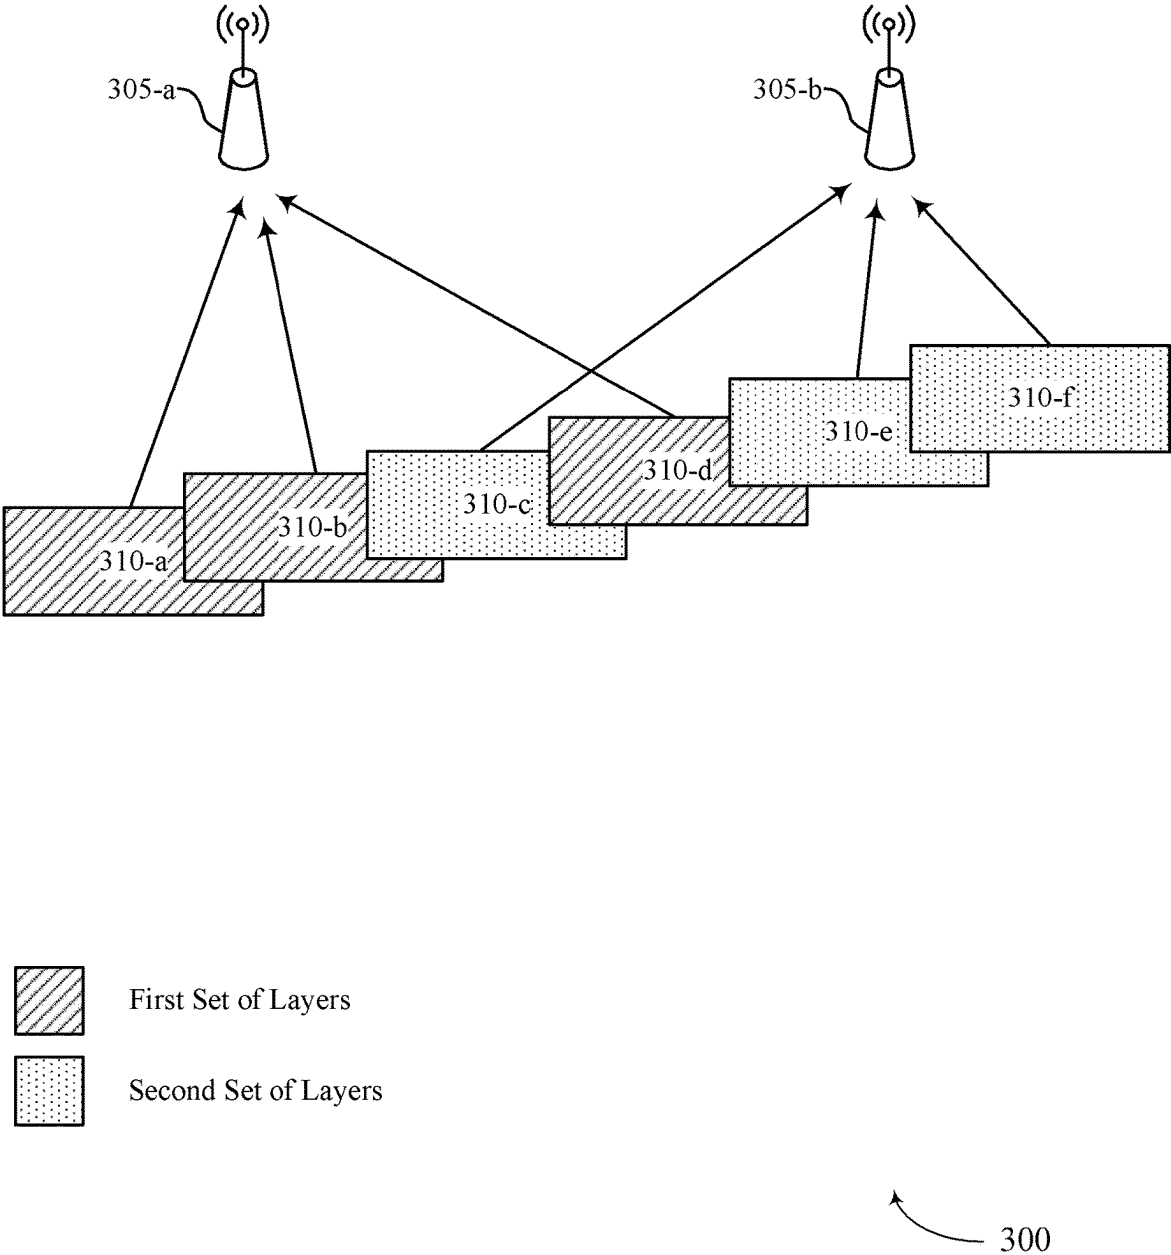 305-a
305-b
310-f
310-e
310-d
310-c
310-b
310-a
First Set of Layers
Second Set of Layers
300